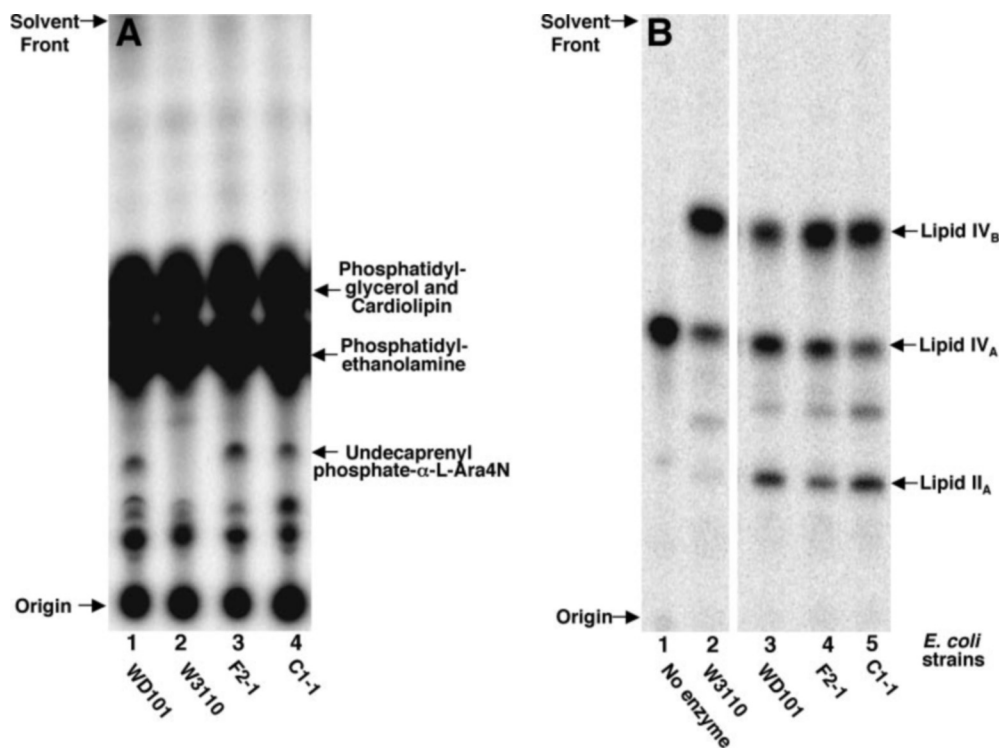 Solvent
Front
A
Phosphatidyl-
glycerol and
Cardiolipin
Phosphatidyl-
ethanolamine
Undecaprenyl
phosphate-α-L-Ara4N
Origin
1 2 3 4
WD101
W3110
F2-1
C1-1
Solvent
Front
B
Lipid IVB
Lipid IVA
Lipid IIA
Origin
1 2 3 4 5
E. coli
strains
No enzyme
W3110
WD101
F2-1
C1-1